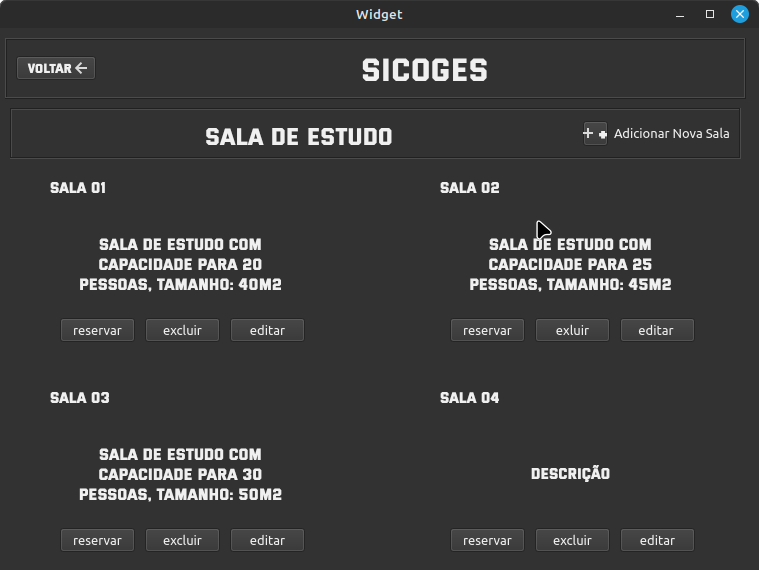 Widget
VOLTAR ←
SICOGES
SALA DE ESTUDO
+ Adicionar Nova Sala
SALA 01
SALA DE ESTUDO COM
CAPACIDADE PARA 20
PESSOAS, TAMANHO: 40M2
reservar excluir editar
SALA 02
SALA DE ESTUDO COM
CAPACIDADE PARA 25
PESSOAS, TAMANHO: 45M2
reservar exluir editar
SALA 03
SALA DE ESTUDO COM
CAPACIDADE PARA 30
PESSOAS, TAMANHO: 50M2
reservar excluir editar
SALA 04
DESCRIÇÃO
reservar excluir editar